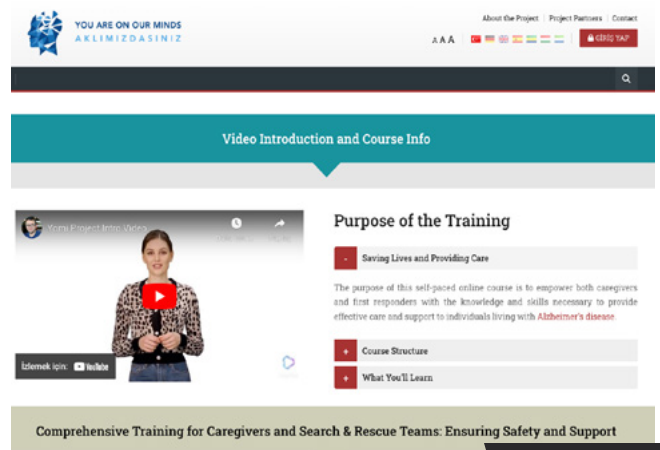 YOU ARE ON OUR MINDS
AKLIMIZDASINIZ
About the Project | Project Partners | Contact
A A A
GİRİŞ YAP
Video Introduction and Course Info
Yomi Project Intro Video
İzlemek için: YouTube
Purpose of the Training
- Saving Lives and Providing Care
The purpose of this self-paced online course is to empower both caregivers
and first responders with the knowledge and skills necessary to provide
effective care and support to individuals living with Alzheimer's disease
+ Course Structure
+ What You'll Learn
Comprehensive Training for Caregivers and Search & Rescue Teams: Ensuring Safety and Support